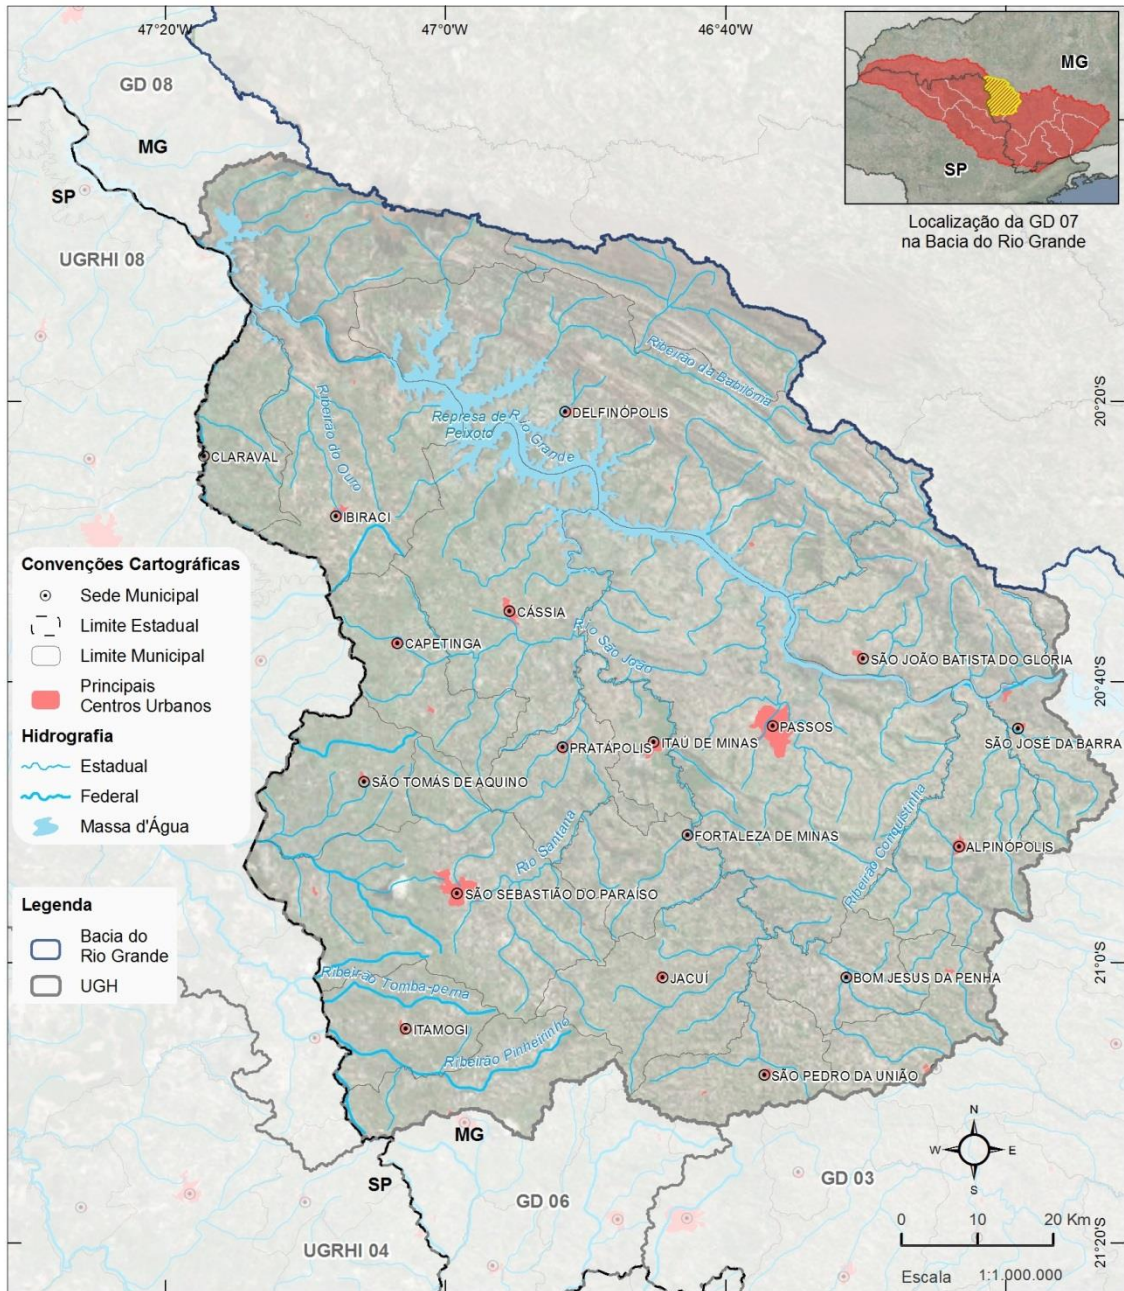 47°20'W
47°0'W
46°40'W
GD 08
MG
SP
UGRHI 08
MG
SP
Localização da GD 07
na Bacia do Rio Grande
Ribeirão da Babilônia
20°20'S
DELFINÓPOLIS
Represa de
Peixoto
Rio Grande
Ribeirão do Ouro
CLARAVAL
IBIRACI
Convenções Cartográficas
Sede Municipal
Limite Estadual
Limite Municipal
Principais
Centros Urbanos
Hidrografia
Estadual
Federal
Massa d'Água
Legenda
Bacia do
Rio Grande
UGH
CÁSSIA
CAPETINGA
Rio São João
SÃO JOÃO BATISTA DO GLÓRIA
20°40'S
PASSOS
SÃO JOSÉ DA BARRA
PRATÁPOLIS
ITAÚ DE MINAS
SÃO TOMÁS DE AQUINO
FORTALEZA DE MINAS
Rio Santana
Ribeirão Conquistinha
ALPINÓPOLIS
SÃO SEBASTIÃO DO PARAÍSO
21°0'S
Ribeirão Tomba-perna
JACUÍ
BOM JESUS DA PENHA
ITAMOGI
Ribeirão Pinheirinho
SÃO PEDRO DA UNIÃO
MG
SP
GD 06
GD 03
UGRHI 04
N
W
E
S
0 10 20 Km
Escala 1:1.000.000
21°20'S